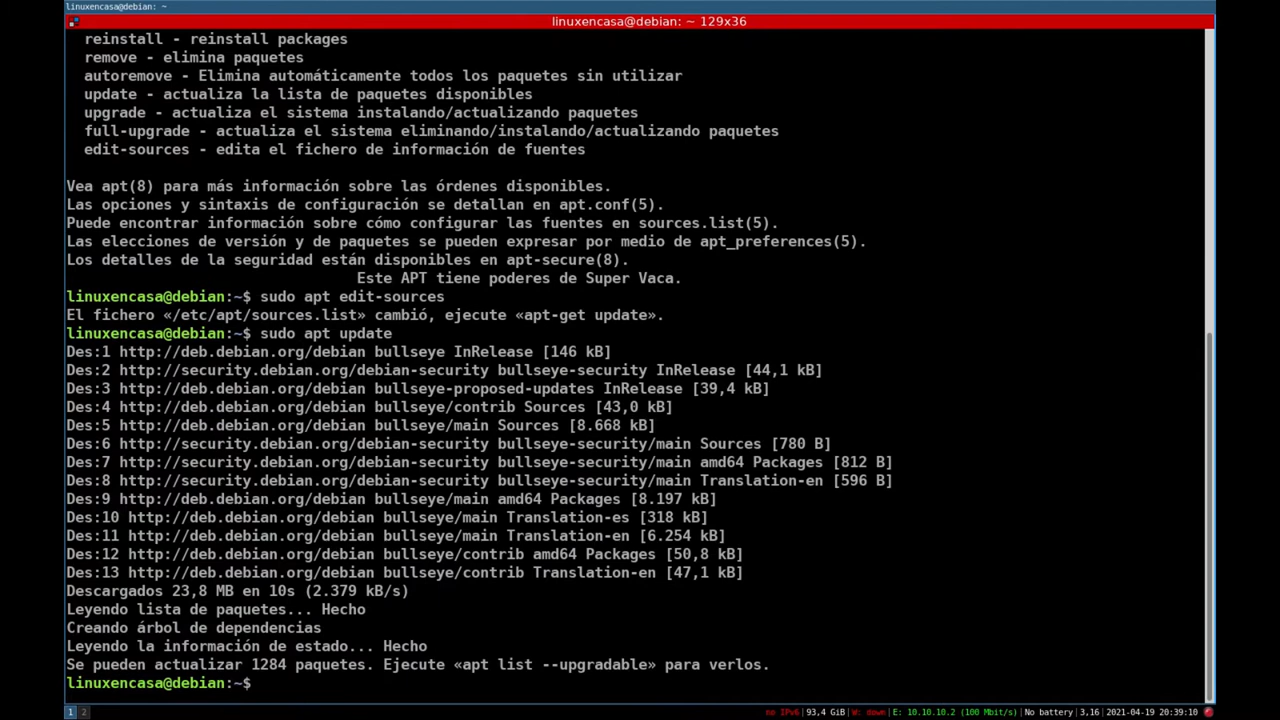 linuxencasa@debian: ~
linuxencasa@debian: ~ 129x36
reinstall - reinstall packages
remove - elimina paquetes
autoremove - Elimina automáticamente todos los paquetes sin utilizar
update - actualiza la lista de paquetes disponibles
upgrade - actualiza el sistema instalando/actualizando paquetes
full-upgrade - actualiza el sistema eliminando/instalando/actualizando paquetes
edit-sources - edita el fichero de información de fuentes
Vea apt(8) para más información sobre las órdenes disponibles.
Las opciones y sintaxis de configuración se detallan en apt.conf(5).
Puede encontrar información sobre cómo configurar las fuentes en sources.list(5).
Las elecciones de versión y de paquetes se pueden expresar por medio de apt_preferences(5).
Los detalles de la seguridad están disponibles en apt-secure(8).
Este APT tiene poderes de Super Vaca.
linuxencasa@debian:~$ sudo apt edit-sources
El fichero «/etc/apt/sources.list» cambió, ejecute «apt-get update».
linuxencasa@debian:~$ sudo apt update
Des:1 http://deb.debian.org/debian bullseye InRelease [146 kB]
Des:2 http://security.debian.org/debian-security bullseye-security InRelease [44,1 kB]
Des:3 http://deb.debian.org/debian bullseye-proposed-updates InRelease [39,4 kB]
Des:4 http://deb.debian.org/debian bullseye/contrib Sources [43,0 kB]
Des:5 http://deb.debian.org/debian bullseye/main Sources [8.668 kB]
Des:6 http://security.debian.org/debian-security bullseye-security/main Sources [780 B]
Des:7 http://security.debian.org/debian-security bullseye-security/main amd64 Packages [812 B]
Des:8 http://security.debian.org/debian-security bullseye-security/main Translation-en [596 B]
Des:9 http://deb.debian.org/debian bullseye/main amd64 Packages [8.197 kB]
Des:10 http://deb.debian.org/debian bullseye/main Translation-es [318 kB]
Des:11 http://deb.debian.org/debian bullseye/main Translation-en [6.254 kB]
Des:12 http://deb.debian.org/debian bullseye/contrib amd64 Packages [50,8 kB]
Des:13 http://deb.debian.org/debian bullseye/contrib Translation-en [47,1 kB]
Descargados 23,8 MB en 10s (2.379 kB/s)
Leyendo lista de paquetes... Hecho
Creando árbol de dependencias
Leyendo la información de estado... Hecho
Se pueden actualizar 1284 paquetes. Ejecute «apt list --upgradable» para verlos.
linuxencasa@debian:~$
1 2 no IPv6|93,4 GiB|W: down|E: 10.10.10.2 (100 Mbit/s)|No battery|3,16|2021-04-19 20:39:10